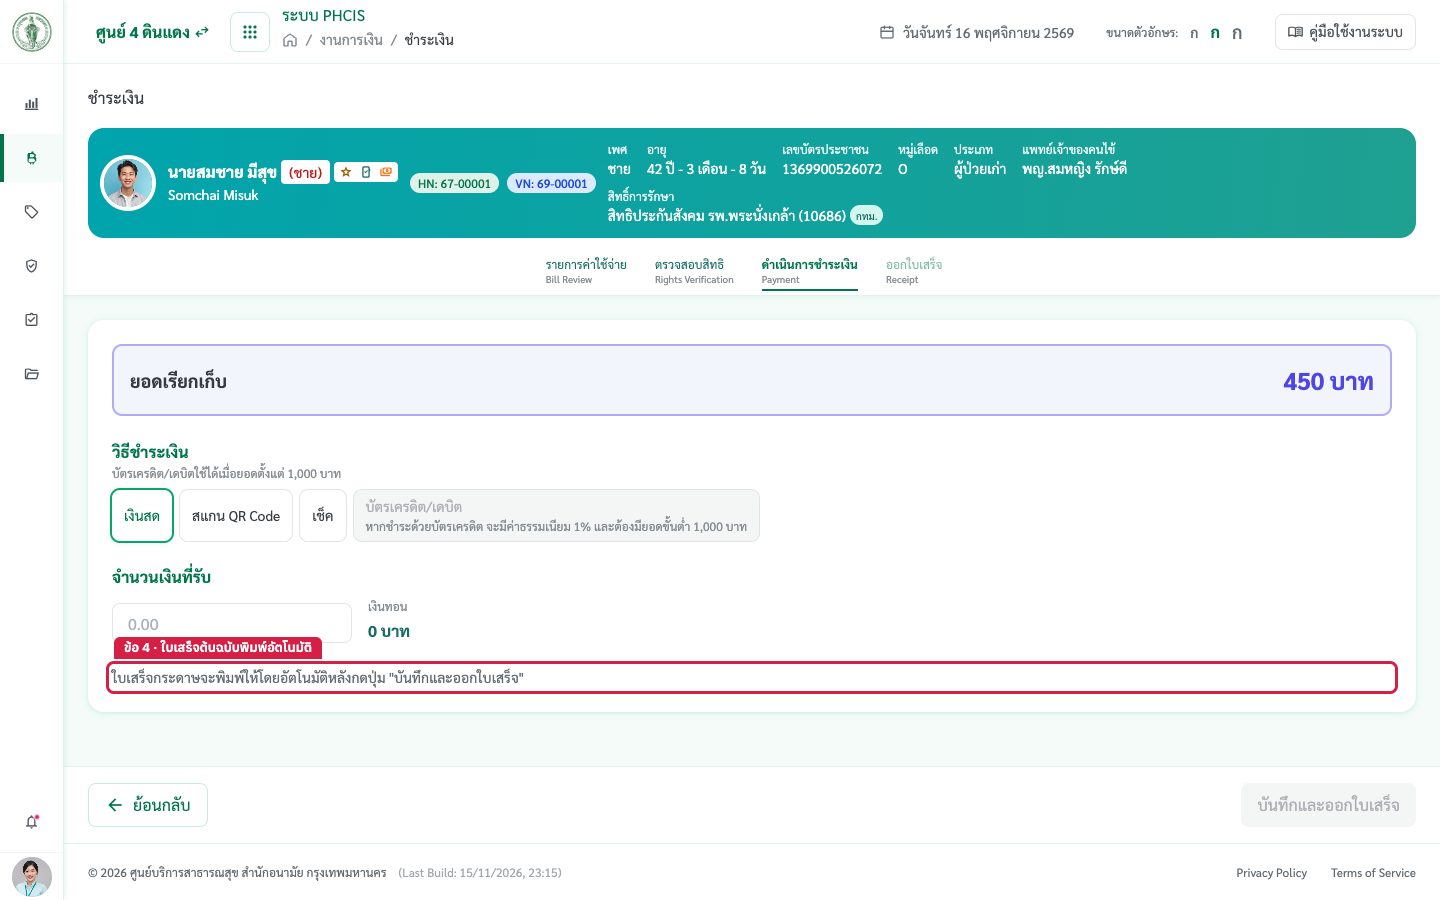 ศูนย์ 4 ดินแดง
ระบบ PHCIS
/ งานการเงิน / ชำระเงิน
วันจันทร์ 16 พฤศจิกายน 2569
ขนาดตัวอักษร: ก ก ก
คู่มือใช้งานระบบ
ชำระเงิน
นายสมชาย มีสุข (ชาย)
Somchai Misuk
HN: 67-00001
VN: 69-00001
เพศ อายุ เลขบัตรประชาชน หมู่เลือด ประเภท แพทย์เจ้าของคนไข้
ชาย 42 ปี - 3 เดือน - 8 วัน 1369900526072 O ผู้ป่วยเก่า พญ.สมหญิง รักษ์ดี
สิทธิ์การรักษา
สิทธิประกันสังคม รพ.พระนั่งเกล้า (10686) กทม.
รายการค่าใช้จ่าย ตรวจสอบสิทธิ ดำเนินการชำระเงิน ออกใบเสร็จ
Bill Review Rights Verification Payment Receipt
ยอดเรียกเก็บ 450 บาท
วิธีชำระเงิน
บัตรเครดิต/เดบิตใช้ได้เมื่อยอดตั้งแต่ 1,000 บาท
เงินสด
สแกน QR Code
เช็ค
บัตรเครดิต/เดบิต
หากชำระด้วยบัตรเครดิต จะมีค่าธรรมเนียม 1% และต้องมียอดขั้นต่ำ 1,000 บาท
จำนวนเงินที่รับ
0.00
เงินทอน
0 บาท
ข้อ 4 · ใบเสร็จต้นฉบับพิมพ์อัตโนมัติ
ใบเสร็จกระดาษจะพิมพ์ให้โดยอัตโนมัติหลังกดปุ่ม "บันทึกและออกใบเสร็จ"
ย้อนกลับ
บันทึกและออกใบเสร็จ
© 2026 ศูนย์บริการสาธารณสุข สำนักอนามัย กรุงเทพมหานคร (Last Build: 15/11/2026, 23:15)
Privacy Policy Terms of Service